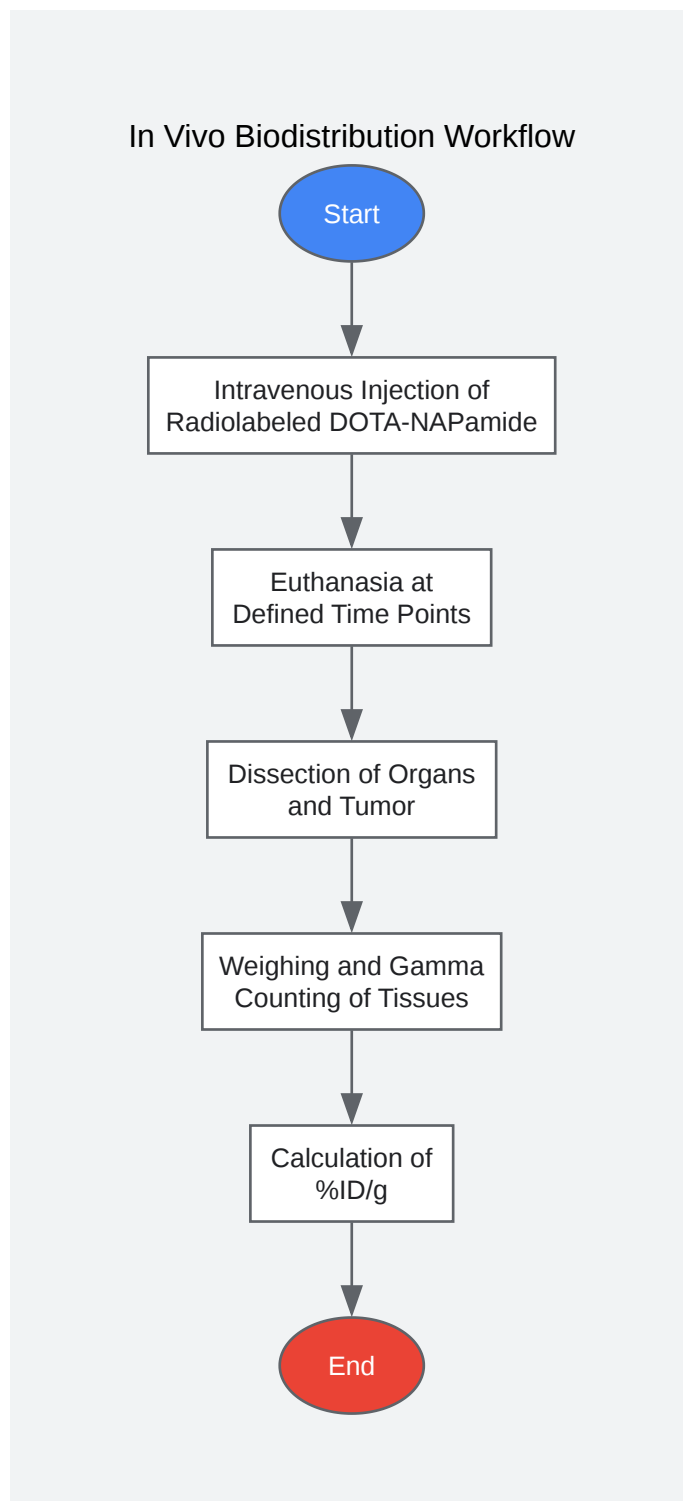 In Vivo Biodistribution Workflow
Start
Intravenous Injection of
Radiolabeled DOTA-NAPamide
Euthanasia at
Defined Time Points
Dissection of Organs
and Tumor
Weighing and Gamma
Counting of Tissues
Calculation of
%ID/g
End